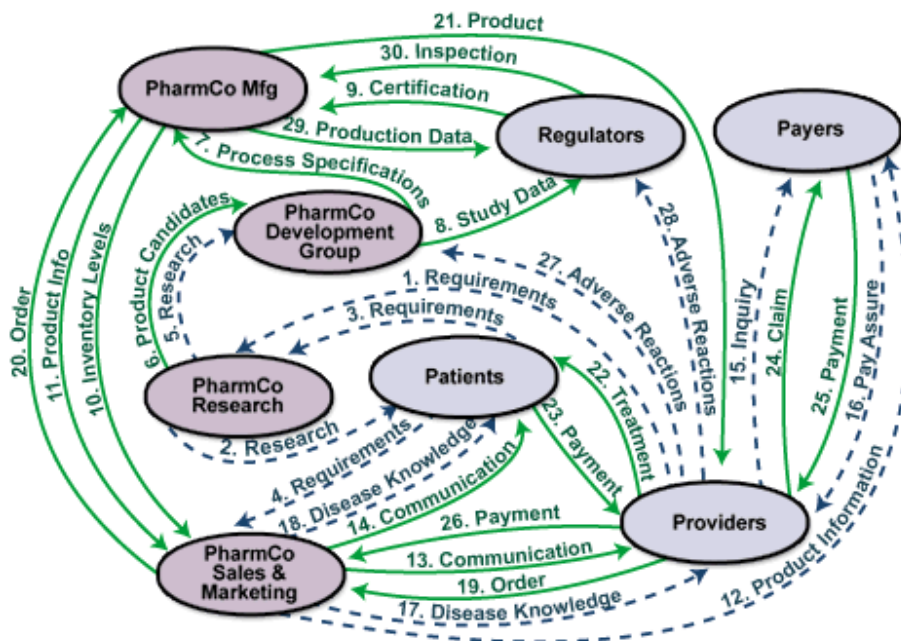 21. Product
30. Inspection
PharmCo Mfg
9. Certification
Regulators
Payers
29. Production Data
7. Process Specifications
PharmCo
Development
Group
8. Study Data
6. Product Candidates
5. Research
28. Adverse Reactions
27. Adverse Reactions
1. Requirements
3. Requirements
15. Inquiry
24. Claim
25. Payment
16. Pay Assure
20. Order
11. Product Info
10. Inventory Levels
PharmCo
Research
Patients
22. Treatment
23. Payment
2. Research
4. Requirements
18. Disease Knowledge
14. Communication
26. Payment
Providers
13. Communication
PharmCo
Sales &
Marketing
19. Order
17. Disease Knowledge
12. Product Information